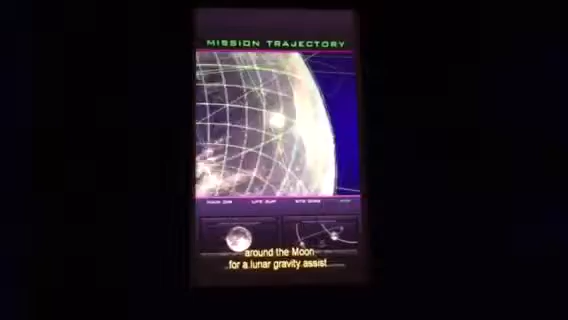 MISSION TRAJECTORY
around the Moon
for a lunar gravity assist